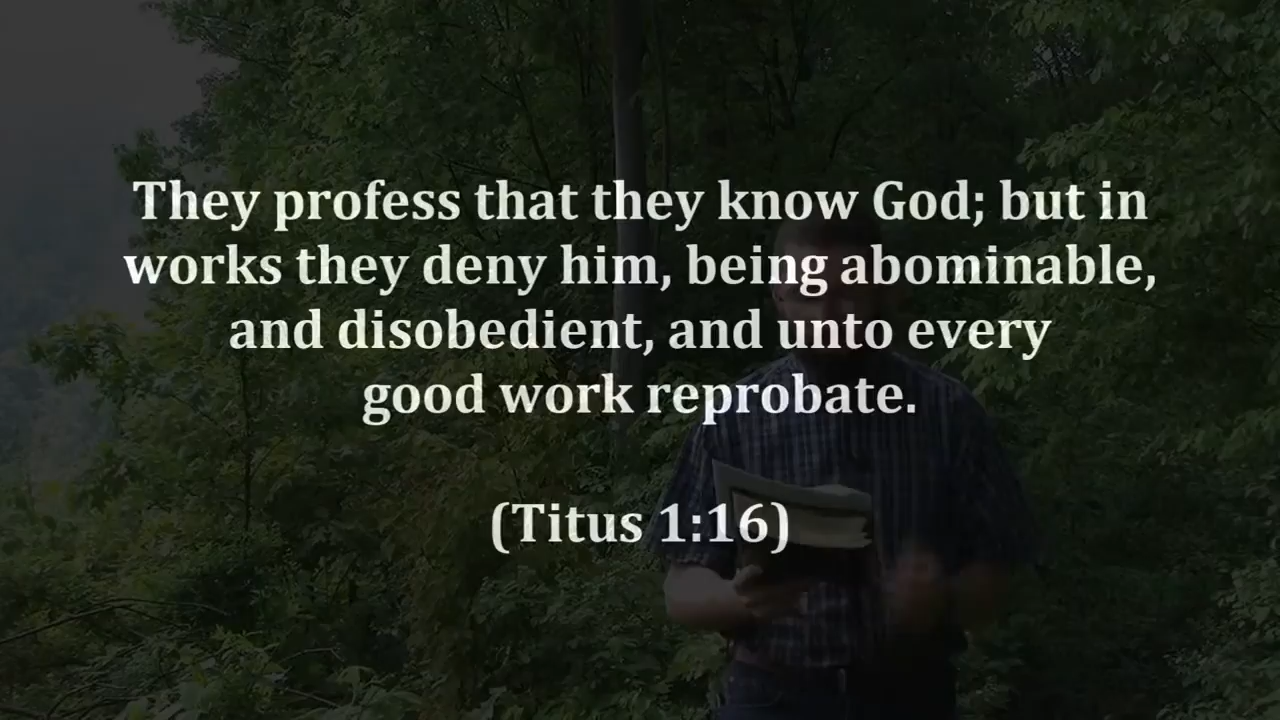 They profess that they know God; but in
works they deny him, being abominable,
and disobedient, and unto every
good work reprobate.
(Titus 1:16)